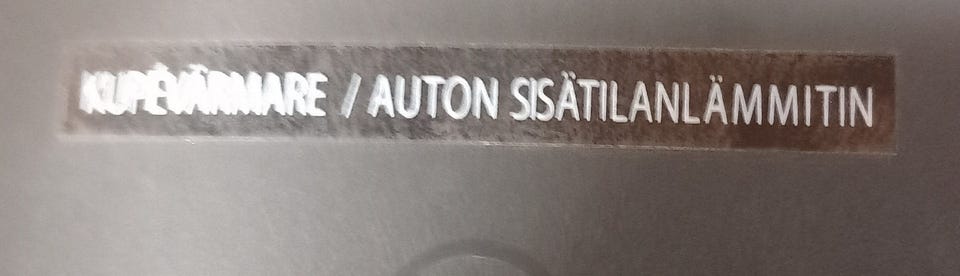 KUPÉVÄRMARE / AUTON SISÄTILANLÄMMITIN